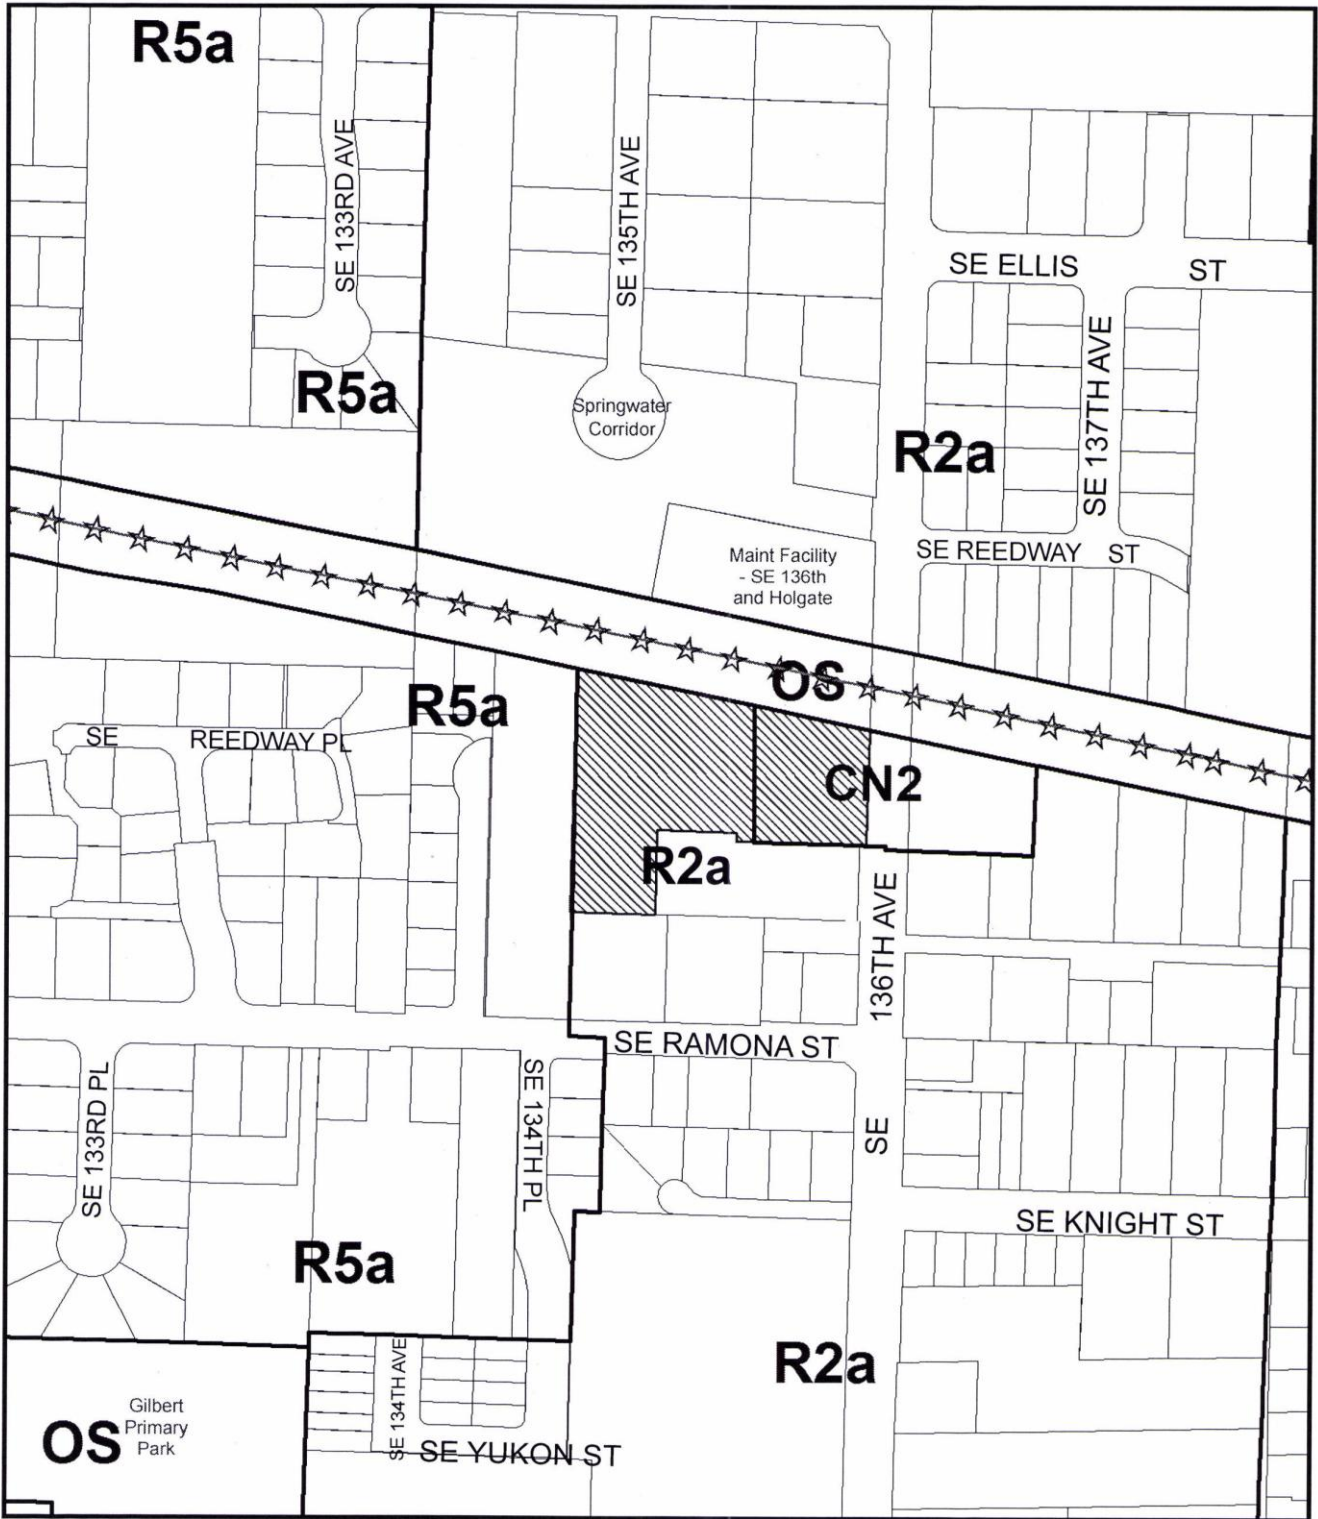 R5a
SE 133RD AVE
SE 135TH AVE
SE ELLIS ST
SE 137TH AVE
R5a
Springwater
Corridor
R2a
SE REEDWAY ST
Maint Facility
- SE 136th
and Holgate
OS
R5a
SE REEDWAY PL
CN2
R2a
SE 136TH AVE
SE RAMONA ST
SE 133RD PL
SE 134TH PL
SE KNIGHT ST
R5a
R2a
SE 134TH AVE
Gilbert
Primary
Park
OS
SE YUKON ST